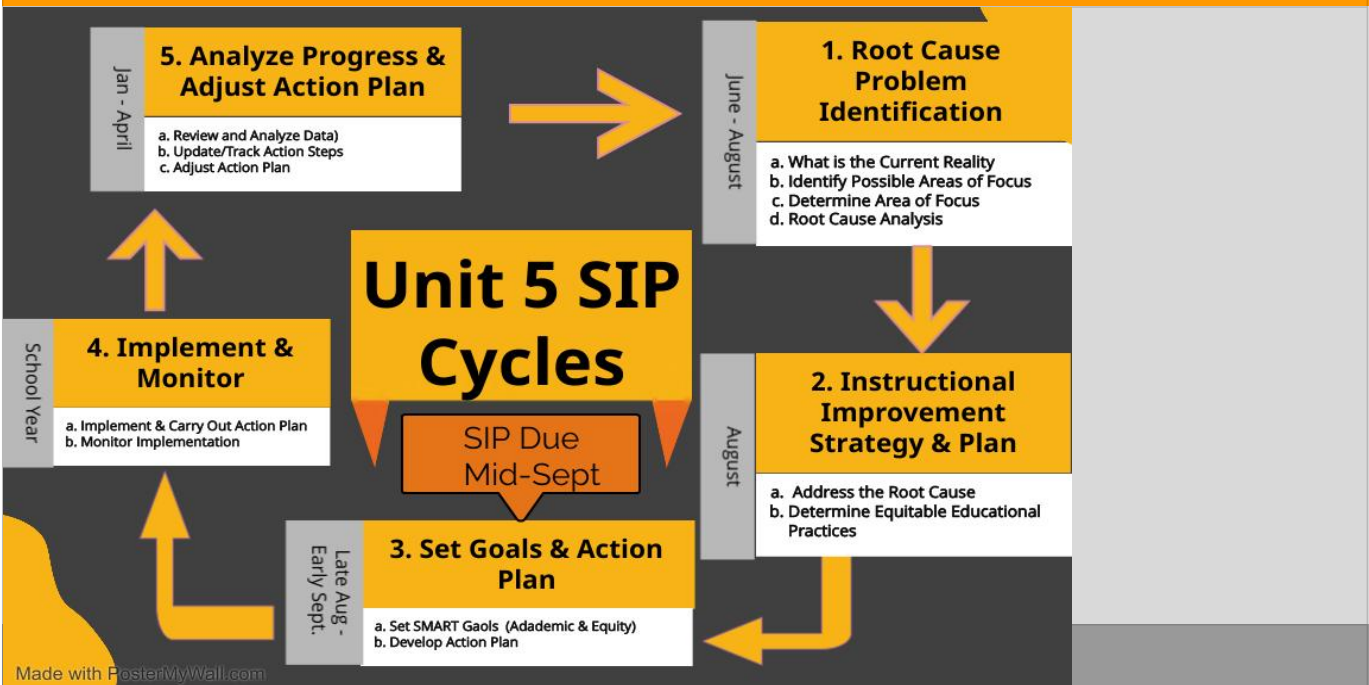 5. Analyze Progress &
Adjust Action Plan
Jan - April
a. Review and Analyze Data)
b. Update/Track Action Steps
c. Adjust Action Plan
1. Root Cause
Problem
Identification
June - August
a. What is the Current Reality
b. Identify Possible Areas of Focus
c. Determine Area of Focus
d. Root Cause Analysis
Unit 5 SIP
Cycles
SIP Due
Mid-Sept
4. Implement &
Monitor
School Year
a. Implement & Carry Out Action Plan
b. Monitor Implementation
2. Instructional
Improvement
Strategy & Plan
August
a. Address the Root Cause
b. Determine Equitable Educational
Practices
3. Set Goals & Action
Plan
Late Aug -
Early Sept.
a. Set SMART Gaols (Adademic & Equity)
b. Develop Action Plan
Made with PosterMyWall.com